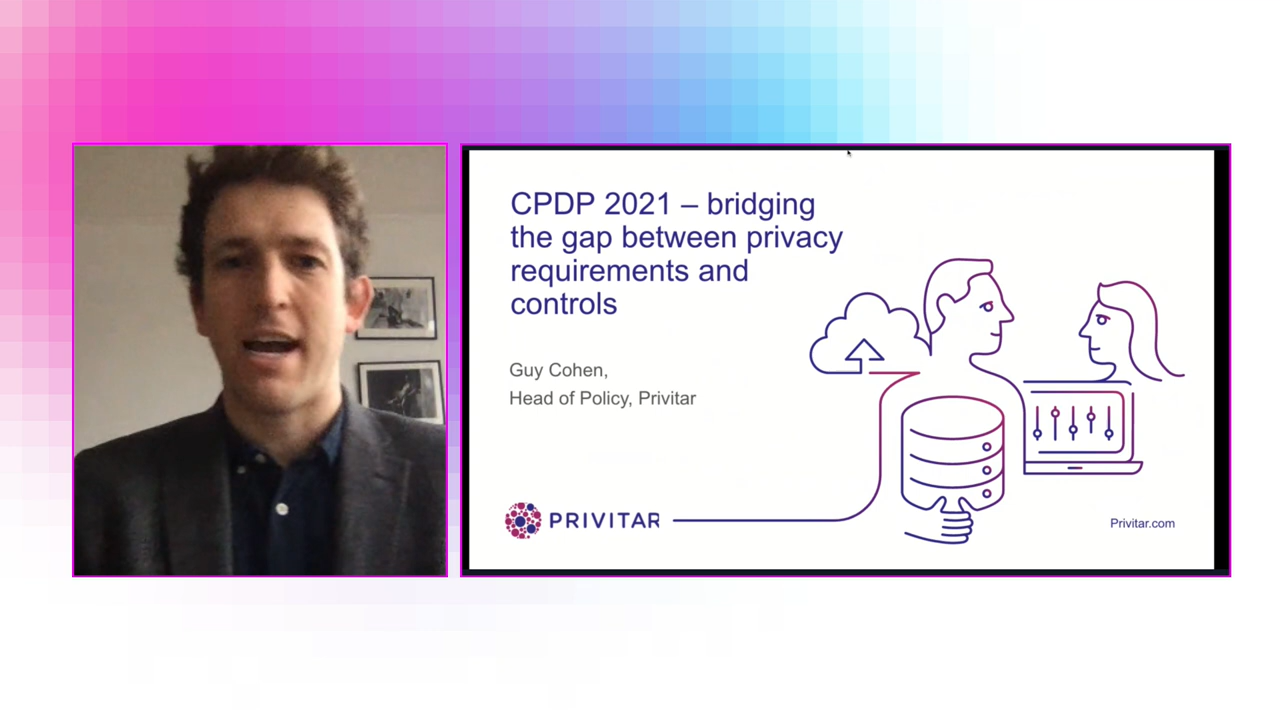 CPDP 2021 – bridging
the gap between privacy
requirements and
controls
Guy Cohen,
Head of Policy, Privitar
PRIVITAR
Privitar.com